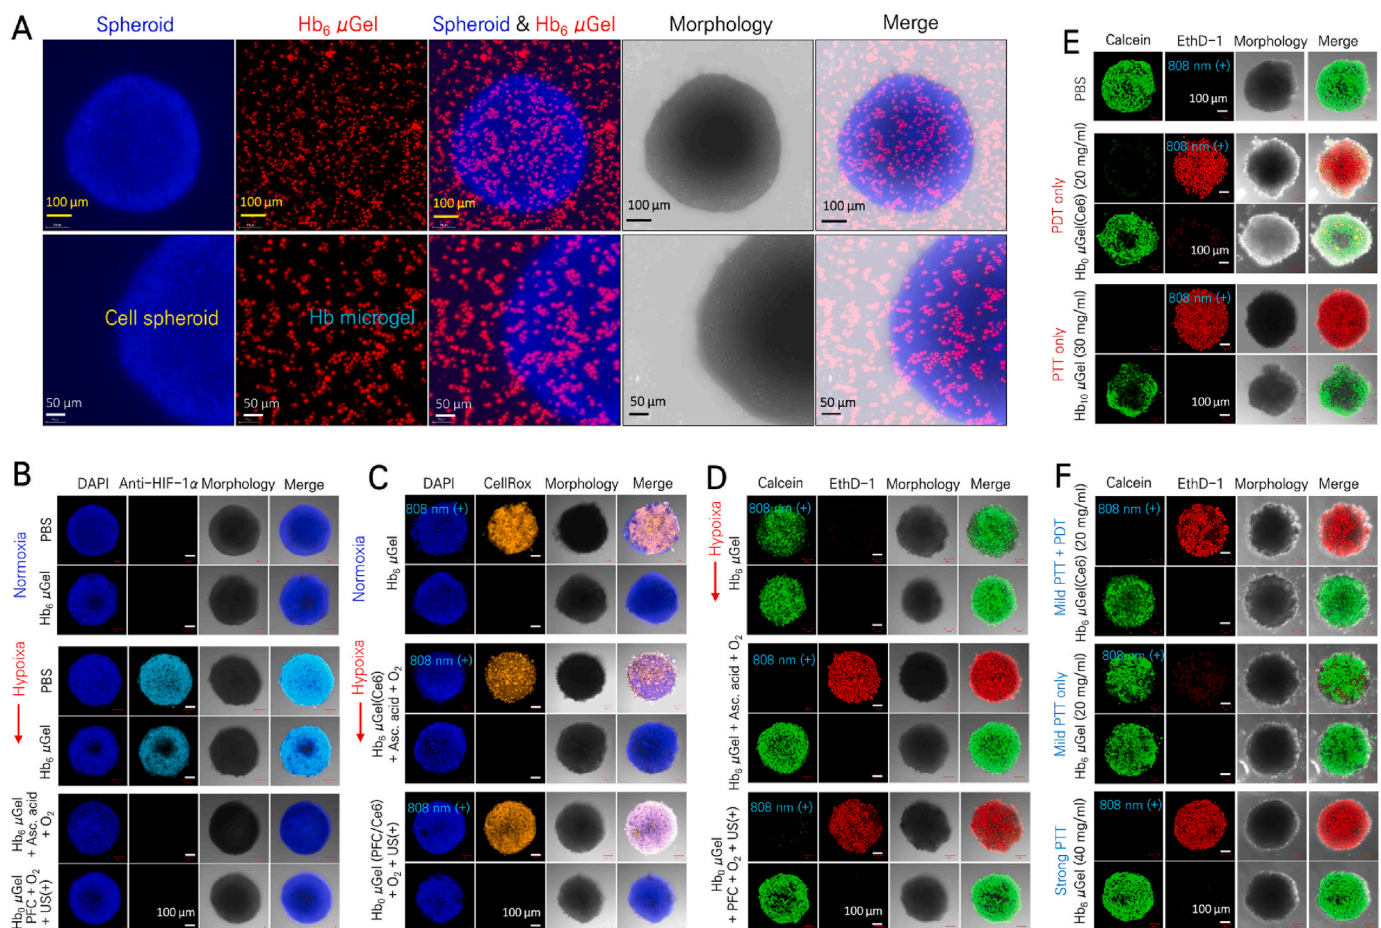 A
Spheroid
Hb6 μGel
Spheroid & Hb6 μGel
Morphology
Merge
100 μm
100 μm
100 μm
100 μm
100 μm
Cell spheroid
Hb microgel
50 μm
50 μm
50 μm
50 μm
50 μm
B
DAPI
Anti-HIF-1α
Morphology
Merge
Normoxia
PBS
Hb6 μGel
Hypoixa
PBS
Hb6 μGel
Hb6 μGel
+ Asc. acid
+ O2
Hb0 μGel
PFC + O2
+ US(+)
100 μm
C
DAPI
CellRox
Morphology
Merge
Normoxia
Hb6 μGel
808 nm (+)
Hypoixa
Hb6 μGel(Ce6)
+ Asc. acid + O2
808 nm (+)
Hb0 μGel (PFC/Ce6)
+ O2 + US(+)
808 nm (+)
100 μm
D
Calcein
EthD-1
Morphology
Merge
Hypoixa
Hb6 μGel
808 nm (+)
Hb6 μGel + Asc. acid + O2
808 nm (+)
Hb0 μGel
+ PFC + O2 + US(+)
808 nm (+)
100 μm
E
Calcein
EthD-1
Morphology
Merge
PBS
808 nm (+)
100 μm
PDT only
Hb0 μGel(Ce6) (20 mg/ml)
808 nm (+)
100 μm
PTT only
Hb10 μGel (30 mg/ml)
808 nm (+)
100 μm
F
Calcein
EthD-1
Morphology
Merge
Mild PTT + PDT
Hb6 μGel(Ce6) (20 mg/ml)
808 nm (+)
Mild PTT only
Hb6 μGel (20 mg/ml)
808 nm (+)
Strong PTT
Hb6 μGel (40 mg/ml)
808 nm (+)
100 μm